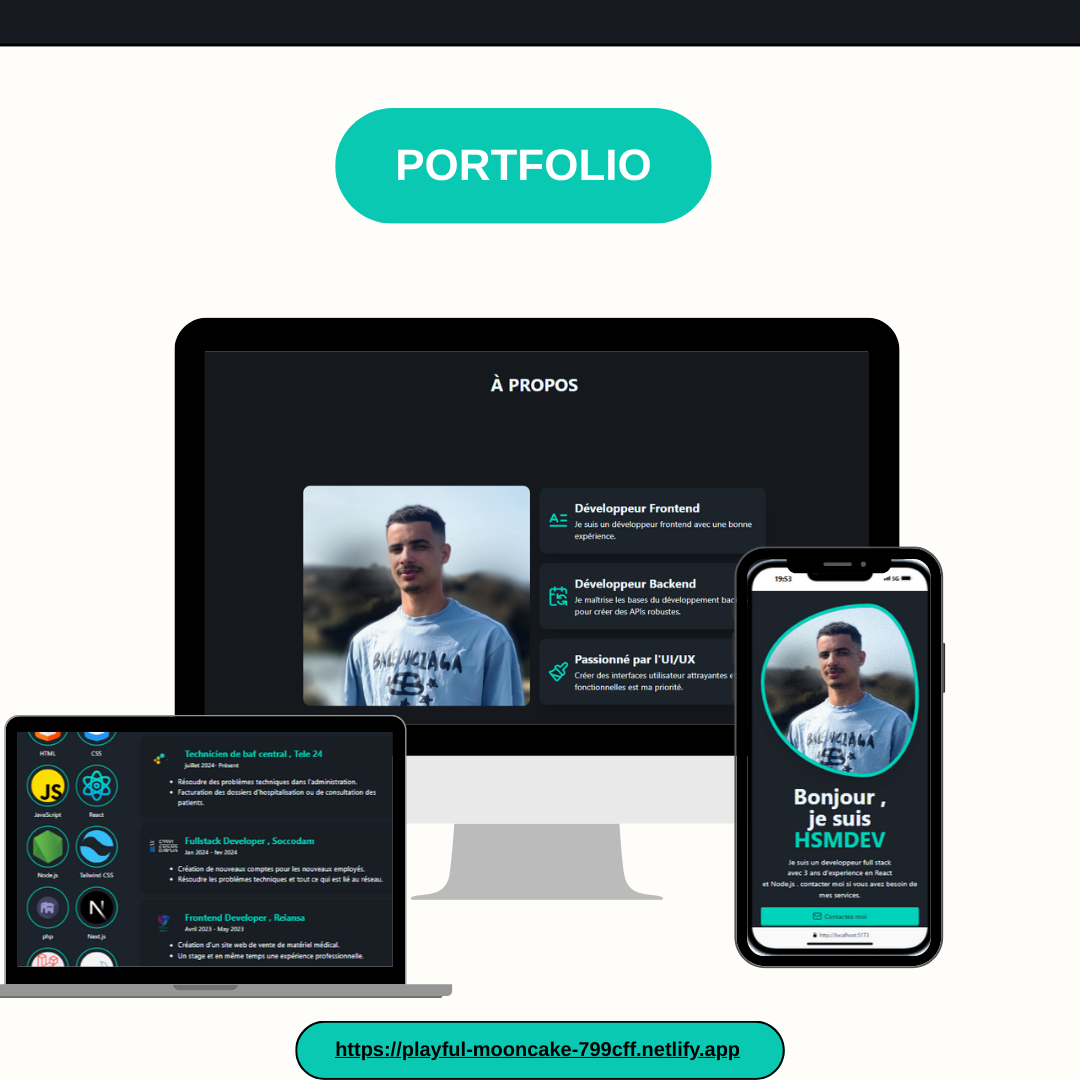 PORTFOLIO
À PROPOS
Développeur Frontend
Je suis un développeur frontend avec une bonne
expérience.
Développeur Backend
Je maîtrise les bases du développement bac
pour créer des APIs robustes.
Passionné par l'UI/UX
Créer des interfaces utilisateur attrayantes e
fonctionnelles est ma priorité.
BALENCZAGA
HTML
CSS
JS
JavaScript
React
Node.js
Tailwind CSS
php
N
Next.js
Technicien de baf central , Tele 24
juillet 2024- Présent
Résoudre des problèmes techniques dans l'administration.
Facturation des dossiers d'hospitalisation ou de consultation des
patients.
Fullstack Developer , Soccodam
Jan 2024 - fev 2024
Création de nouveaux comptes pour les nouveaux employés.
Résoudre les problèmes techniques et tout ce qui est lié au réseau.
Frontend Developer , Reiansa
Avril 2023 - May 2023
Création d'un site web de vente de matériel médical.
Un stage et en même temps une expérience professionnelle.
19:53
5G
Bonjour ,
je suis
HSMDEV
Je suis un developpeur full stack
avec 3 ans d'experience en React
et Node.js . contacter moi si vous avez besoin de
mes services.
Contactez-moi
http://localhost:5173
https://playful-mooncake-799cff.netlify.app